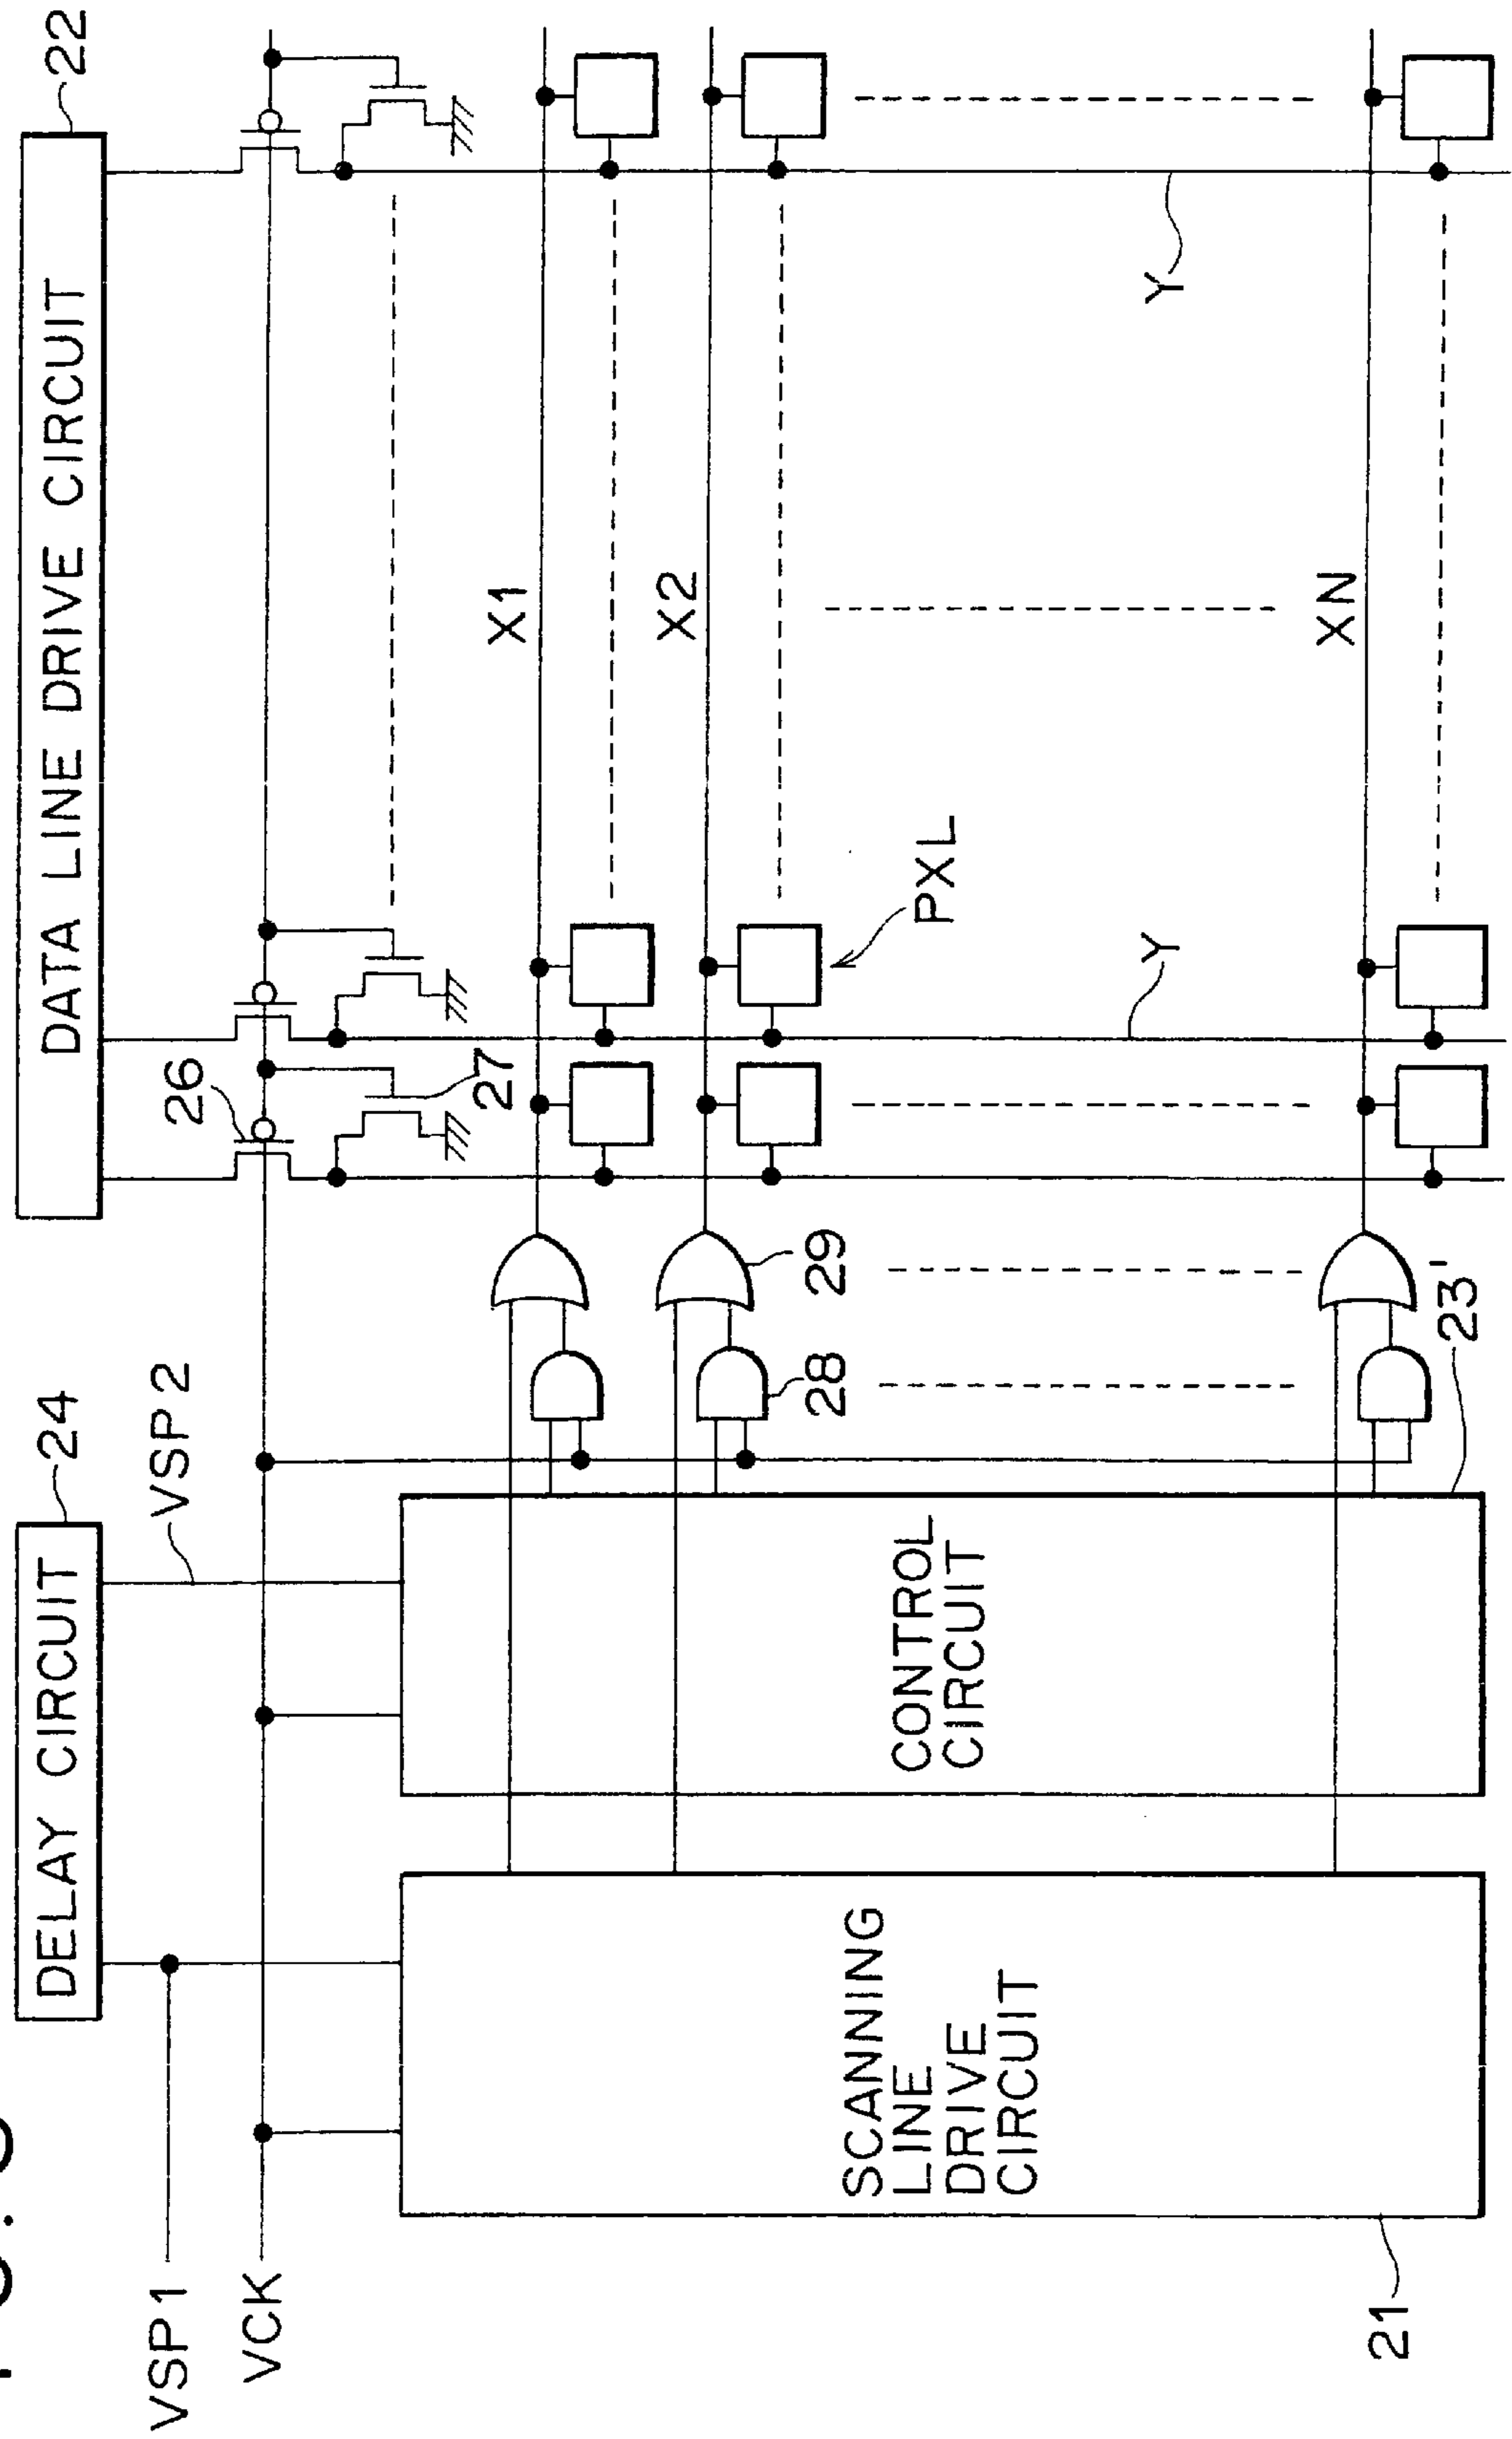 DELAY CIRCUIT
24
DATA LINE DRIVE CIRCUIT
22
VSP1
VSP2
VCK
26
27
X1
X2
XN
28
29
PXL
Y
Y
SCANNING
LINE
DRIVE
CIRCUIT
CONTROL
CIRCUIT
21
23'